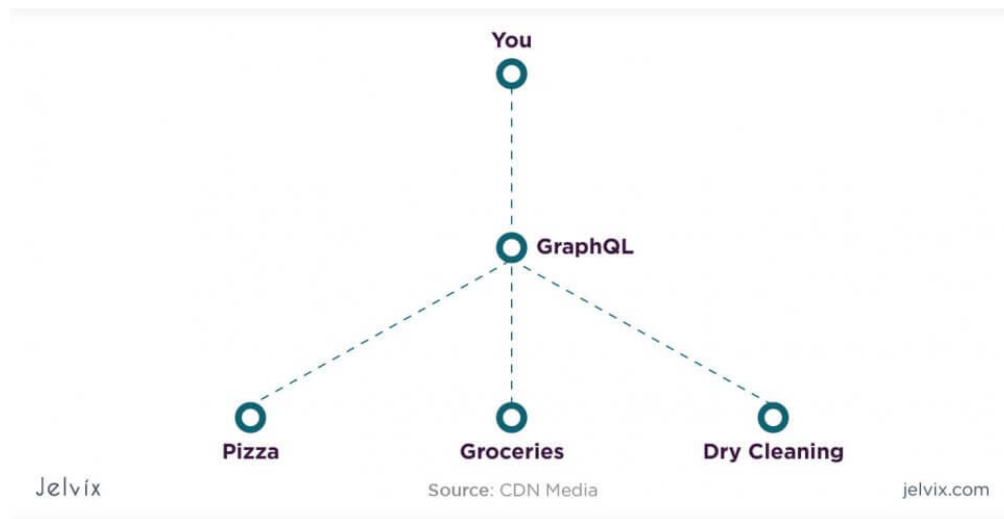 You
GraphQL
Pizza
Groceries
Dry Cleaning
Jelvix
Source: CDN Media
jelvix.com